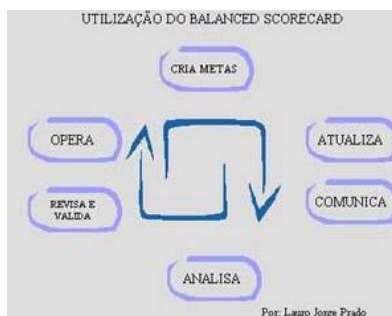 UTILIZAÇÃO DO BALANCED SCORECARD
CRIA METAS
OPERA
ATUALIZA
REVISA E
VALIDA
COMUNICA
ANALISA
Por: Lauro Jorge Prado